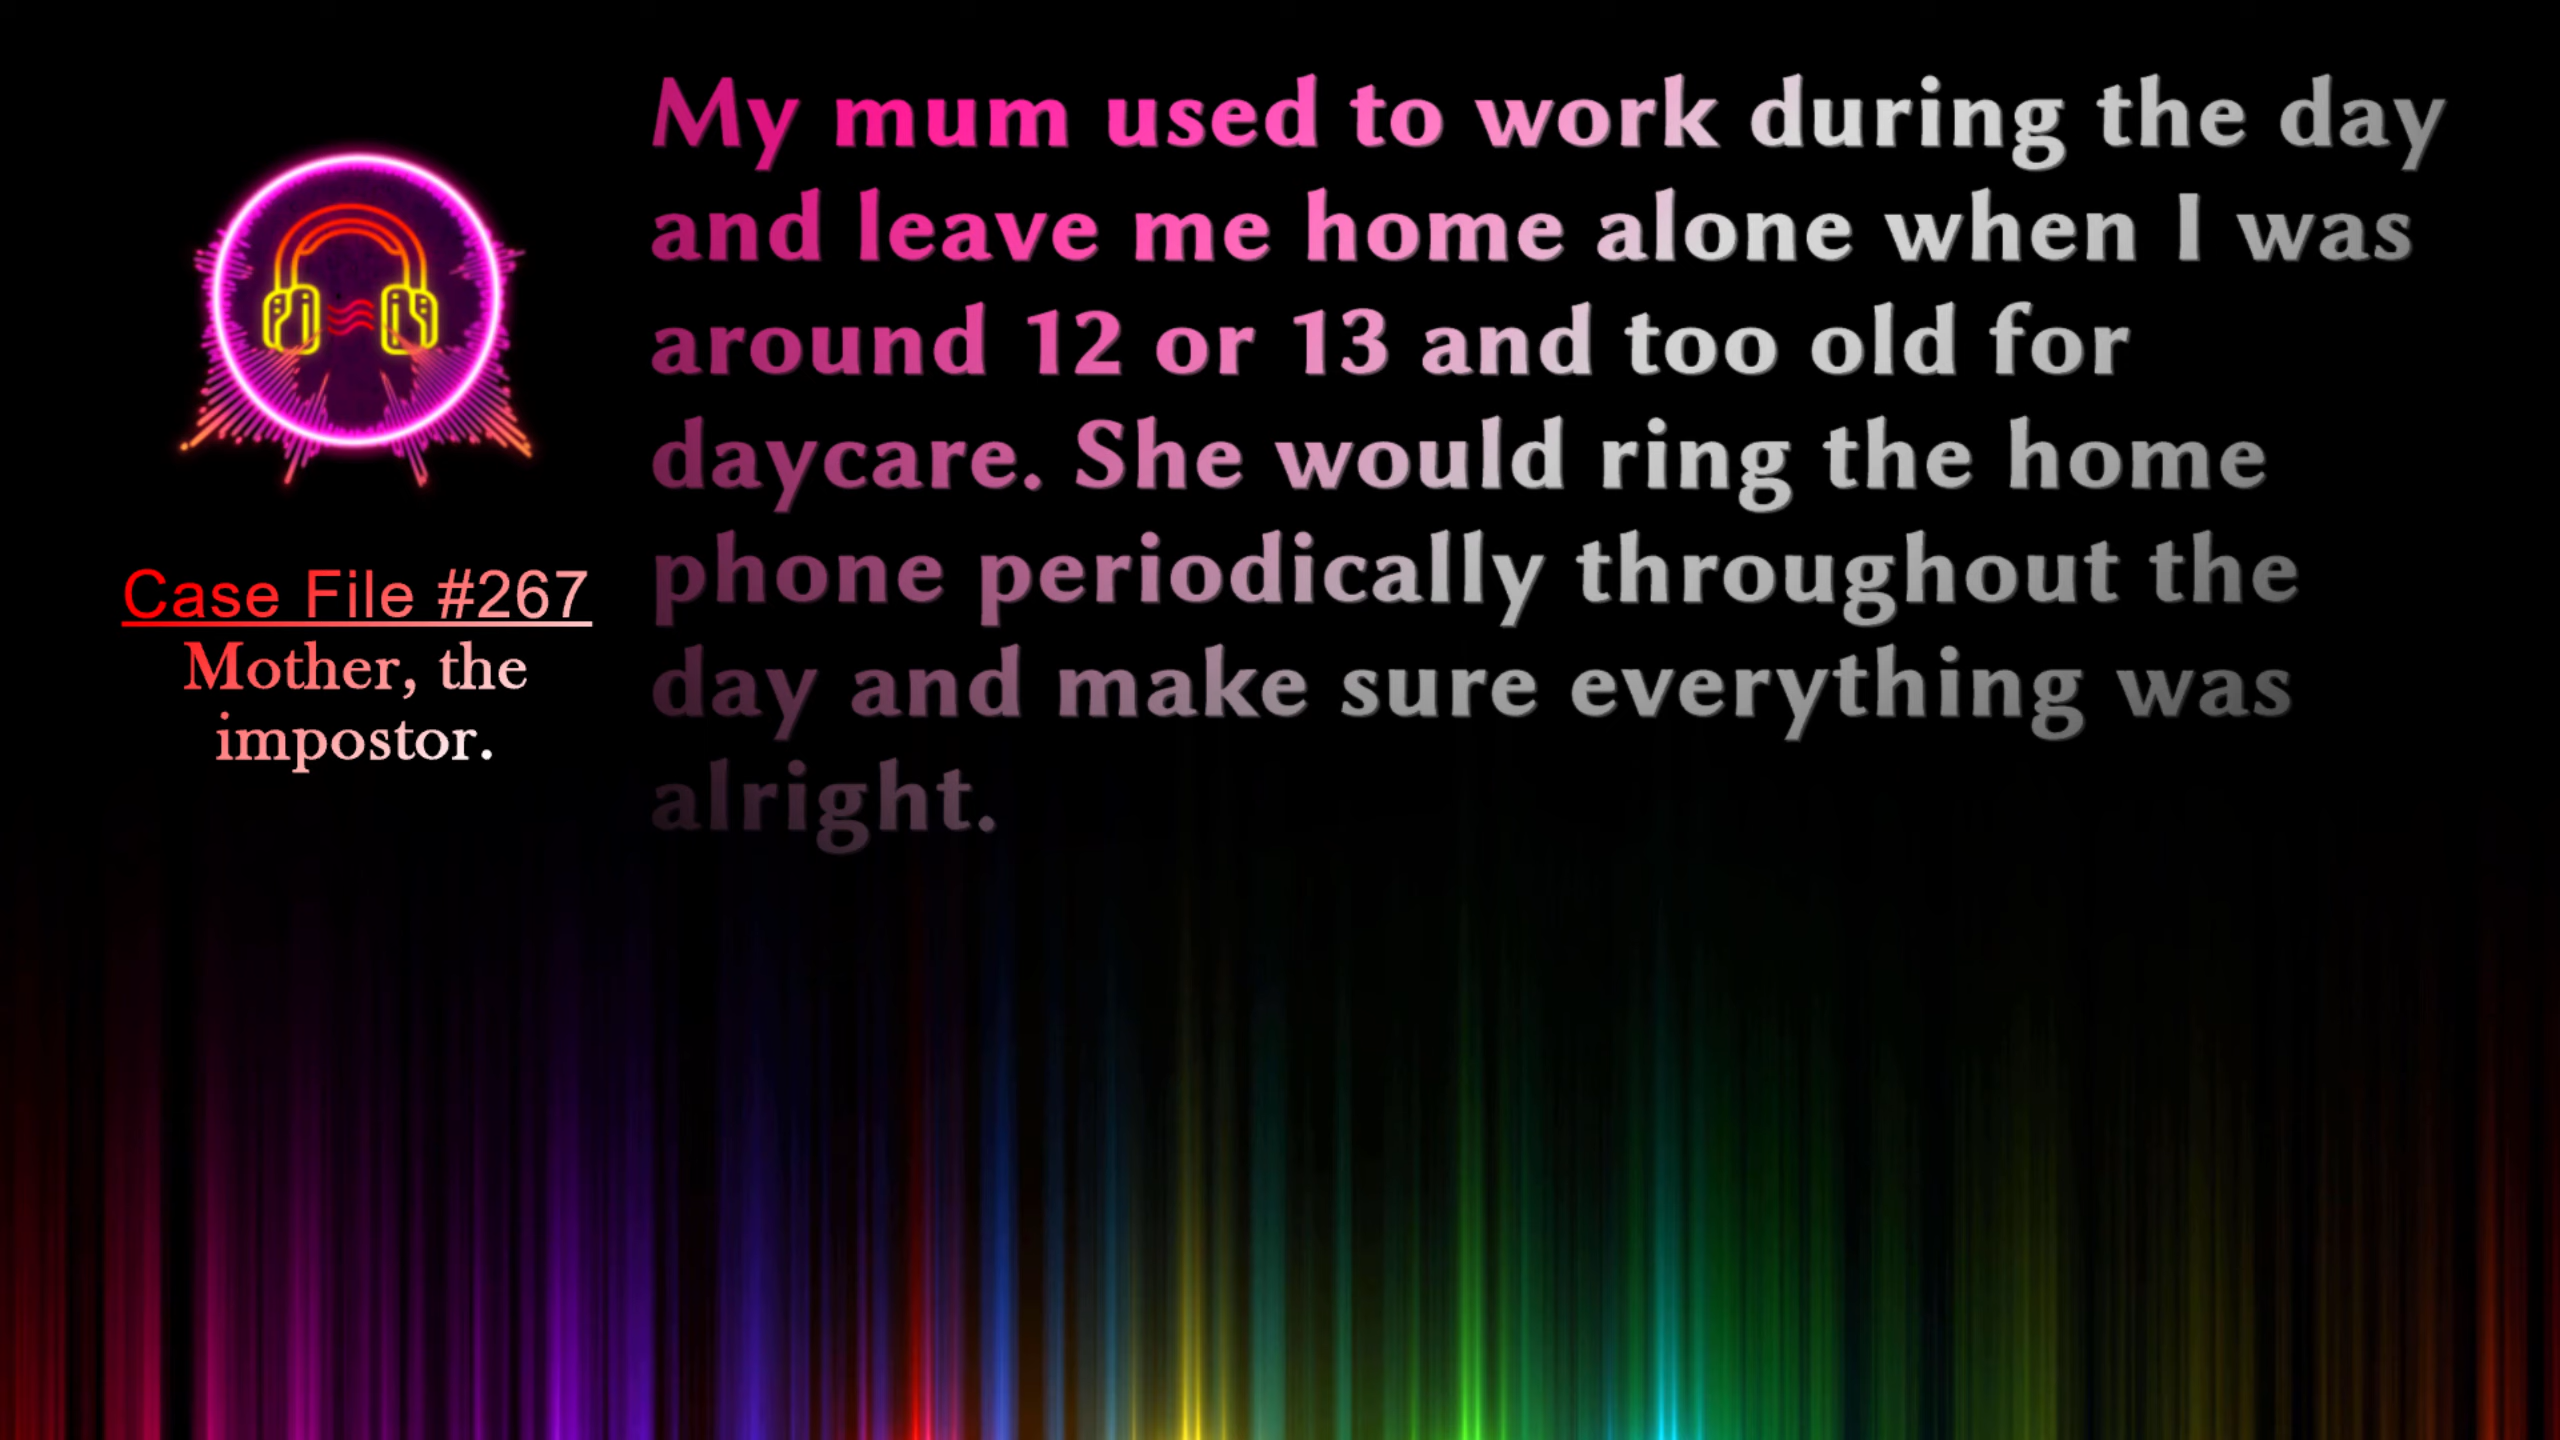 Case File #267
Mother, the
impostor.
My mum used to work during the day
and leave me home alone when I was
around 12 or 13 and too old for
daycare. She would ring the home
phone periodically throughout the
day and make sure everything was
alright.